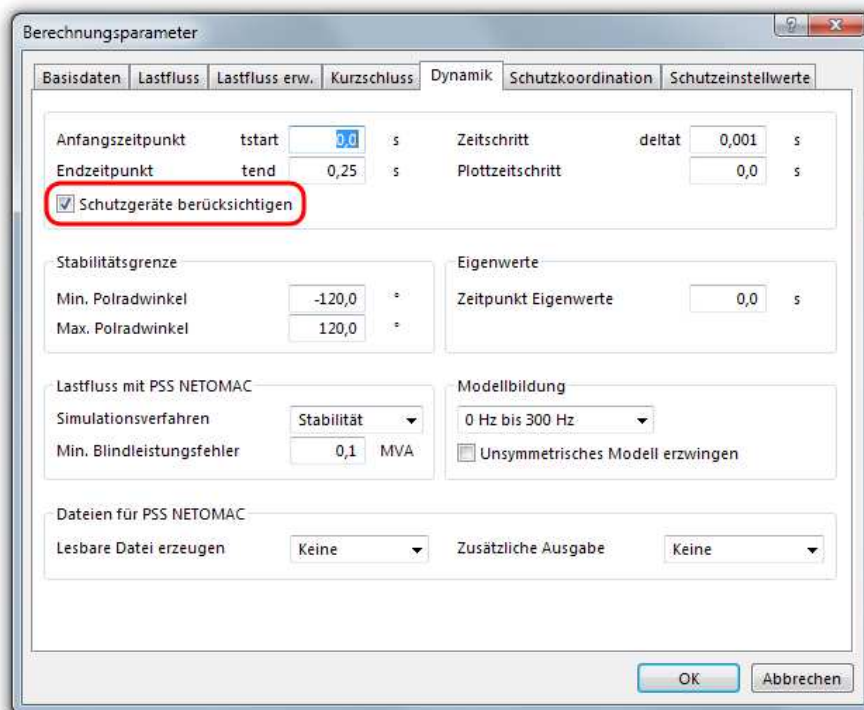 Berechnungsparameter
Basisdaten Lastfluss Lastfluss erw. Kurzschluss Dynamik Schutzkoordination Schutzeinstellwerte
Anfangszeitpunkt tstart 0,0 s Zeitschritt deltat 0,001 s
Endzeitpunkt tend 0,25 s Plottzeitschritt 0,0 s
Schutzgeräte berücksichtigen
Stabilitätsgrenze Eigenwerte
Min. Polradwinkel -120,0 ° Zeitpunkt Eigenwerte 0,0 s
Max. Polradwinkel 120,0 °
Lastfluss mit PSS NETOMAC Modellbildung
Simulationsverfahren Stabilität 0 Hz bis 300 Hz
Min. Blindleistungsfehler 0,1 MVA Unsymmetrisches Modell erzwingen
Dateien für PSS NETOMAC
Lesbare Datei erzeugen Keine Zusätzliche Ausgabe Keine
OK Abbrechen